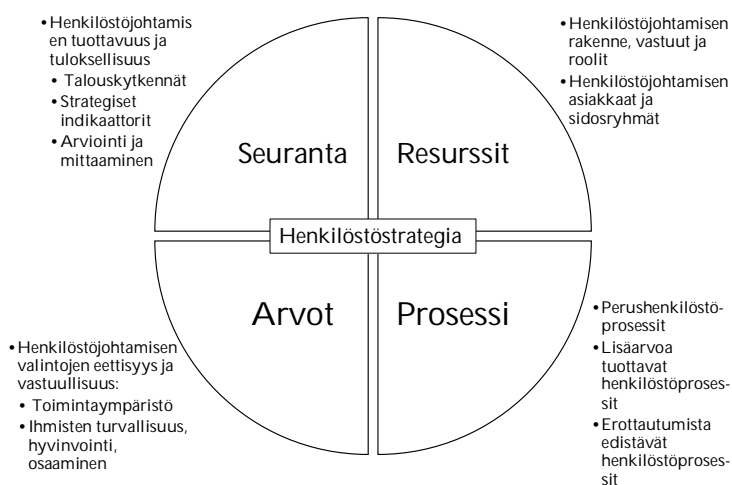 •Henkilöstöjohtamis
en tuottavuus ja
tuloksellisuus
• Talouskytkennät
•Strategiset
indikaattorit
•Arviointi ja
mittaaminen
•Henkilöstöjohtamisen
rakenne, vastuut ja
roolit
•Henkilöstöjohtamisen
asiakkaat ja
sidosryhmät
Seuranta
Resurssit
Henkilöstöstrategia
Arvot
Prosessi
•Henkilöstöjohtamisen
valintojen eettisyys ja
vastuullisuus:
• Toimintaympäristö
•Ihmisten turvallisuus,
hyvinvointi,
osaaminen
•Perushenkilöstö-
prosessit
•Lisäarvoa
tuottavat
henkilöstöproses-
sit
•Erottautumista
edistävät
henkilöstöproses-
sit